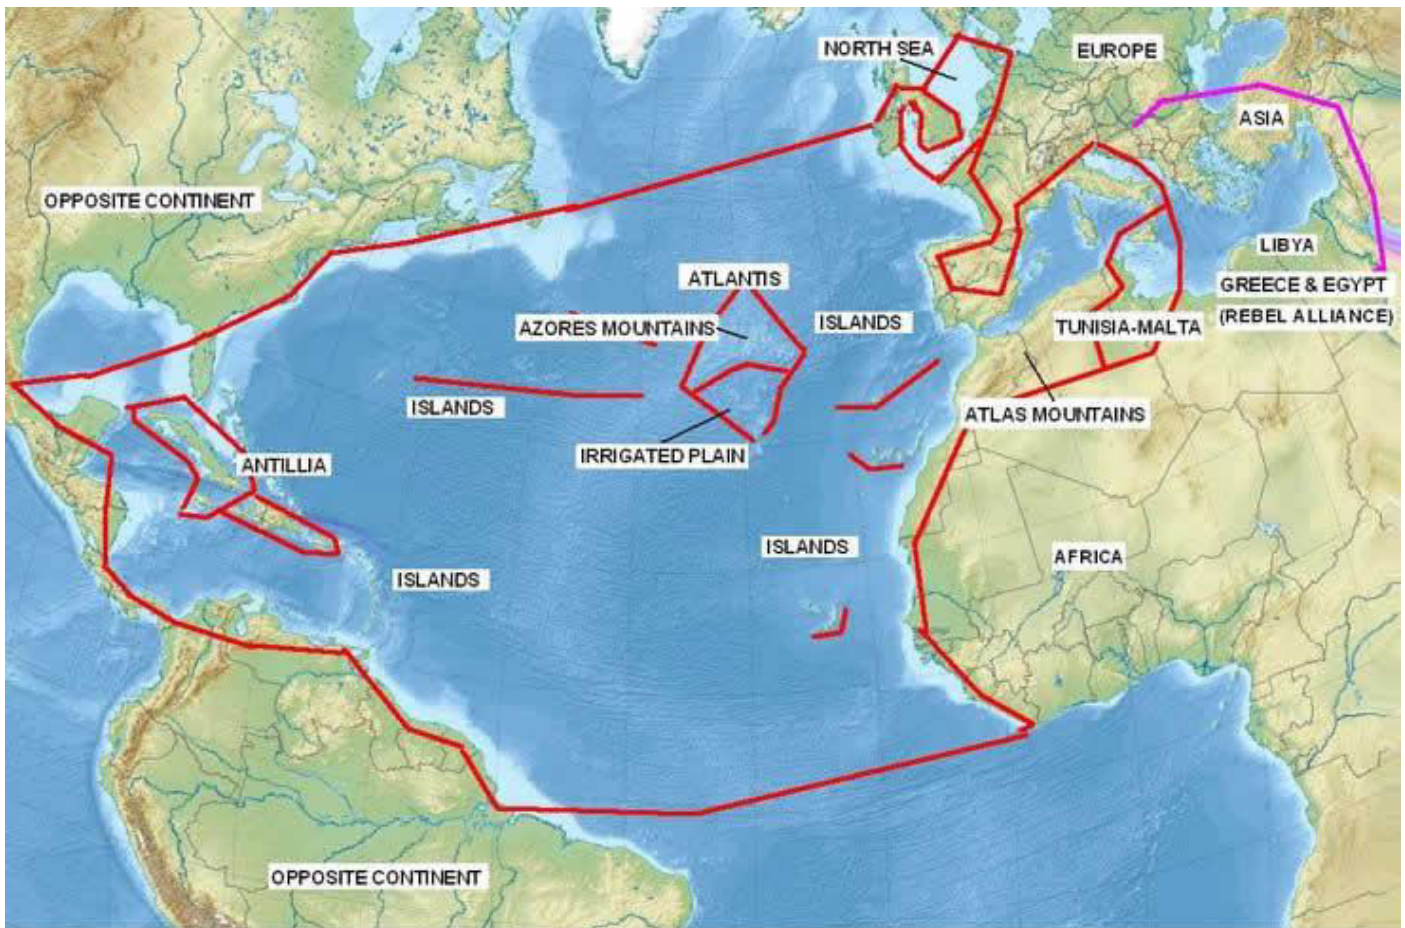 NORTH SEA
EUROPE
ASIA
OPPOSITE CONTINENT
LIBYA
ATLANTIS
GREECE & EGYPT
(REBEL ALLIANCE)
AZORES MOUNTAINS
ISLANDS
TUNISIA-MALTA
ISLANDS
ATLAS MOUNTAINS
IRRIGATED PLAIN
ANTILLIA
ISLANDS
AFRICA
ISLANDS
OPPOSITE CONTINENT